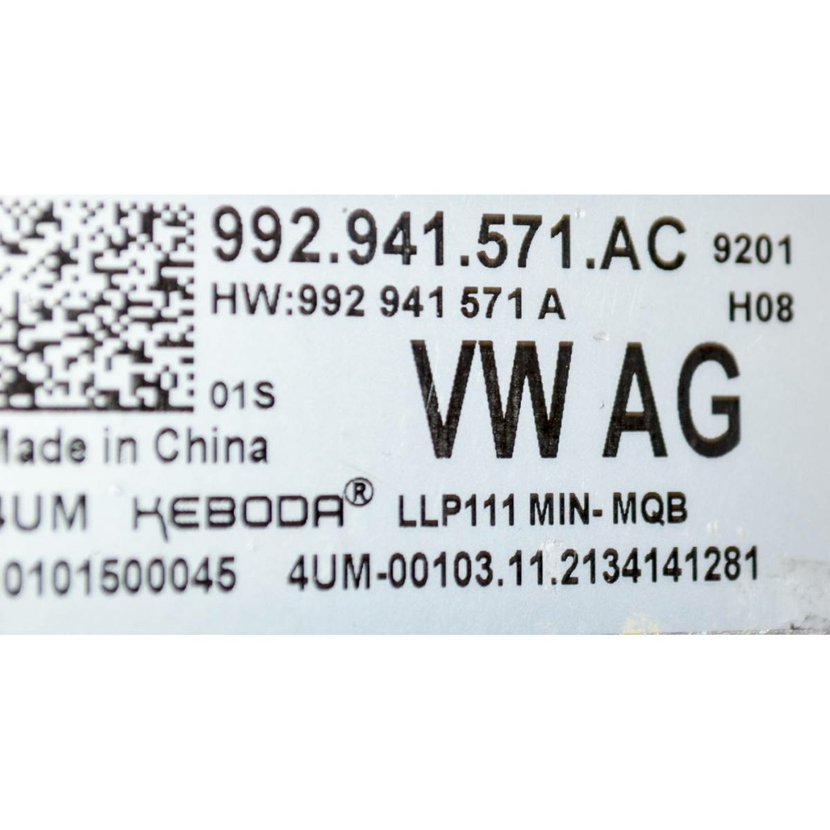 992.941.571.AC 9201
HW:992 941 571 A H08
VW AG
01S
Made in China
4UM KEBODA® LLP111 MIN- MQB
0101500045 4UM-00103.11.2134141281